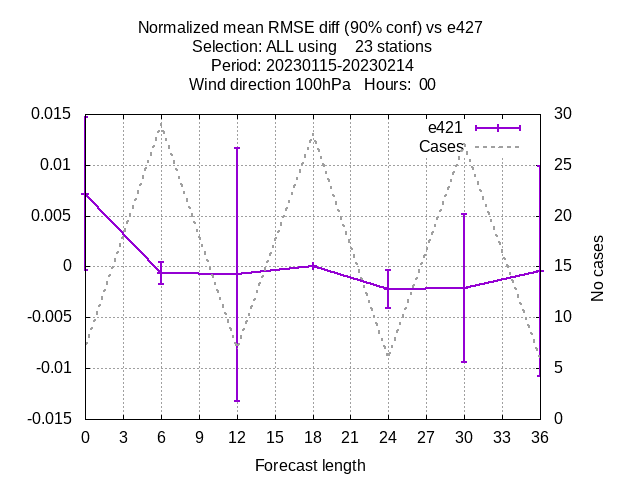 Normalized mean RMSE diff (90% conf) vs e427
Selection: ALL using    23 stations
Period: 20230115-20230214
Wind direction 100hPa   Hours:  00
0.015
0.01
0.005
0
-0.005
-0.01
-0.015
30
25
20
15
10
5
0
e421
Cases
No cases
0 3 6 9 12 15 18 21 24 27 30 33 36
Forecast length